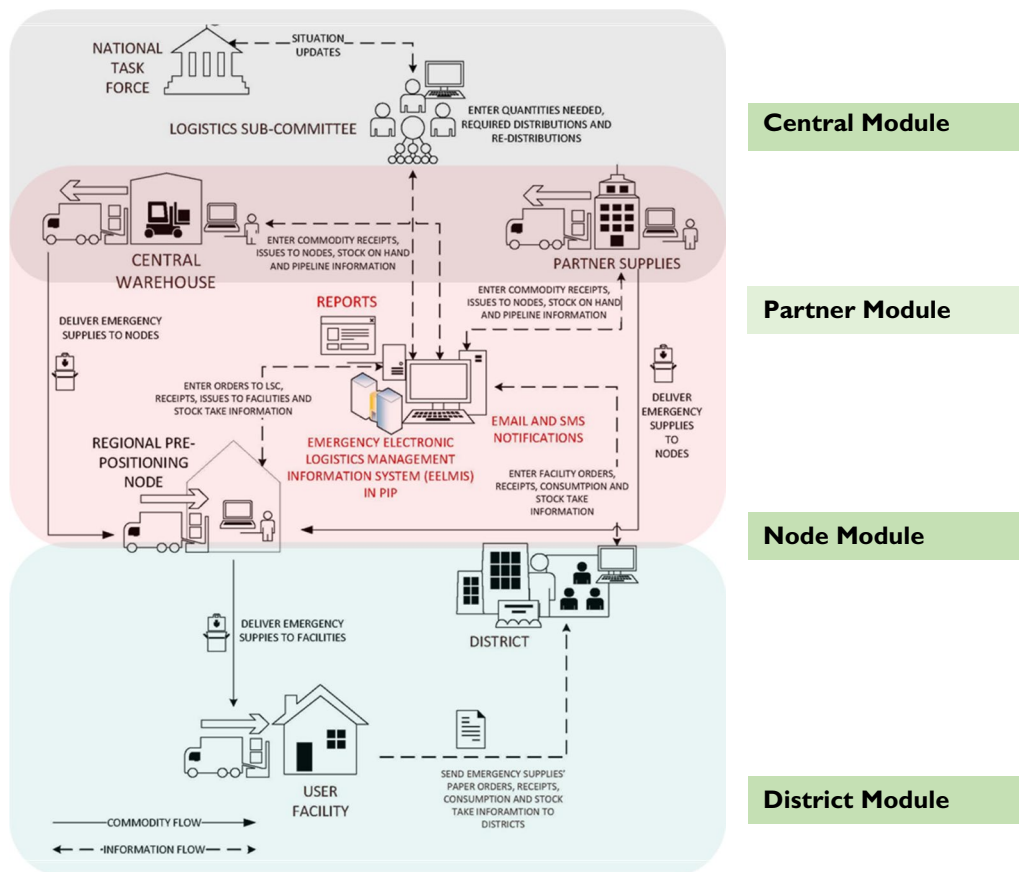 NATIONAL
TASK
FORCE
SITUATION
UPDATES
LOGISTICS SUB-COMMITTEE
ENTER QUANTITIES NEEDED,
REQUIRED DISTRIBUTIONS AND
RE-DISTRIBUTIONS
Central Module
CENTRAL
WAREHOUSE
ENTER COMMODITY RECEIPTS,
ISSUES TO NODES, STOCK ON HAND
AND PIPELINE INFORMATION
PARTNER SUPPLIES
ENTER COMMODITY RECEIPTS,
ISSUES TO NODES, STOCK ON HAND
AND PIPELINE INFORMATION
Partner Module
REPORTS
DELIVER EMERGENCY
SUPPLIES TO NODES
ENTER ORDERS TO LSC,
RECEIPTS, ISSUES TO FACILITIES AND
STOCK TAKE INFORMATION
DELIVER
EMERGENCY
SUPPLIES
TO
NODES
EMAIL AND SMS
NOTIFICATIONS
REGIONAL PRE-
POSITIONING
NODE
EMERGENCY ELECTRONIC
LOGISTICS MANAGEMENT
INFORMATION SYSTEM (EELMIS)
IN PIP
ENTER FACILITY ORDERS,
RECEIPTS, CONSUMTPION AND
STOCK TAKE
INFORMATION
Node Module
DELIVER EMERGENCY
SUPPIES TO FACILITIES
DISTRICT
USER
FACILITY
SEND EMERGENCY SUPPLIES'
PAPER ORDERS, RECEIPTS,
CONSUMPTION AND STOCK
TAKE INFORAMTION TO
DISTRICTS
District Module
COMMODITY FLOW
INFORMATION FLOW